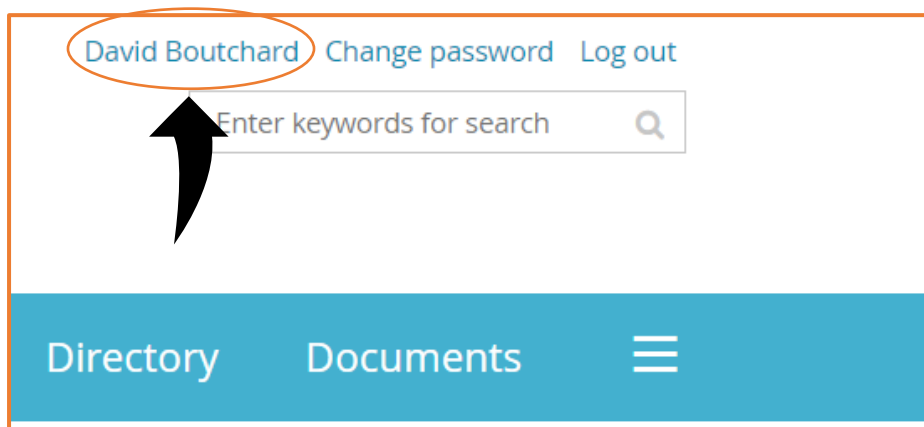 David Boutchard Change password Log out
Enter keywords for search
Directory Documents